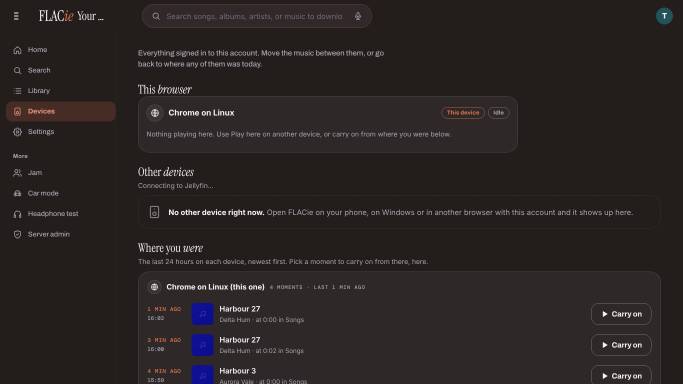 FLACie Your ...
Search songs, albums, artists, or music to downlo
T
Home
Search
Library
Devices
Settings
More
Jam
Car mode
Headphone test
Server admin
Everything signed in to this account. Move the music between them, or go
back to where any of them was today.
This browser
Chrome on Linux
This device
Idle
Nothing playing here. Use Play here on another device, or carry on from where you were below.
Other devices
Connecting to Jellyfin...
No other device right now. Open FLACie on your phone, on Windows or in another browser with this account and it shows up here.
Where you were
The last 24 hours on each device, newest first. Pick a moment to carry on from there, here.
Chrome on Linux (this one) 4 MOMENTS · LAST 1 MIN AGO
1 MIN AGO
16:02
Harbour 27
Delta Hum · at 0:00 in Songs
Carry on
3 MIN AGO
16:00
Harbour 27
Delta Hum · at 0:02 in Songs
Carry on
4 MIN AGO
15:59
Harbour 3
Aurora Vale · at 0:00 in Songs
Carry on